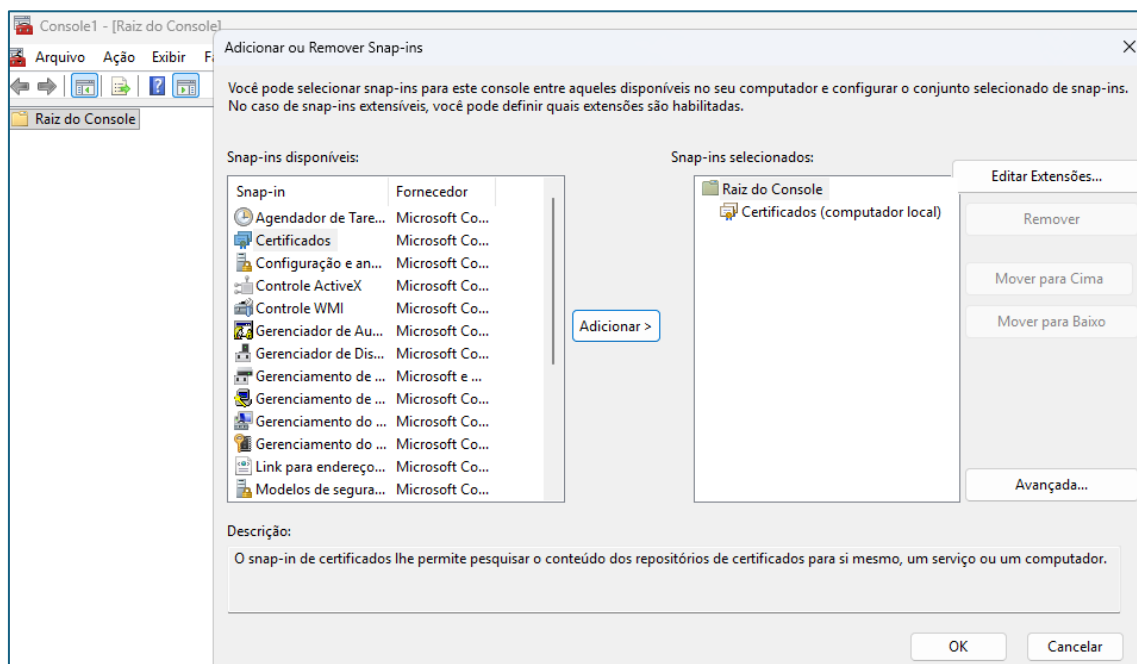 Console1 - [Raiz do Console]
Arquivo Ação Exibir
Raiz do Console
Adicionar ou Remover Snap-ins
Você pode selecionar snap-ins para este console entre aqueles disponíveis no seu computador e configurar o conjunto selecionado de snap-ins.
No caso de snap-ins extensíveis, você pode definir quais extensões são habilitadas.
Snap-ins disponíveis:
Snap-in Fornecedor
Agendador de Tare... Microsoft Co...
Certificados Microsoft Co...
Configuração e an... Microsoft Co...
Controle ActiveX Microsoft Co...
Controle WMI Microsoft Co...
Gerenciador de Au... Microsoft Co...
Gerenciador de Dis... Microsoft Co...
Gerenciamento de ... Microsoft e ...
Gerenciamento de ... Microsoft Co...
Gerenciamento do ... Microsoft Co...
Gerenciamento do ... Microsoft Co...
Link para endereço... Microsoft Co...
Modelos de segura... Microsoft Co...
Adicionar >
Snap-ins selecionados:
Raiz do Console
Certificados (computador local)
Editar Extensões...
Remover
Mover para Cima
Mover para Baixo
Avançada...
Descrição:
O snap-in de certificados lhe permite pesquisar o conteúdo dos repositórios de certificados para si mesmo, um serviço ou um computador.
OK
Cancelar